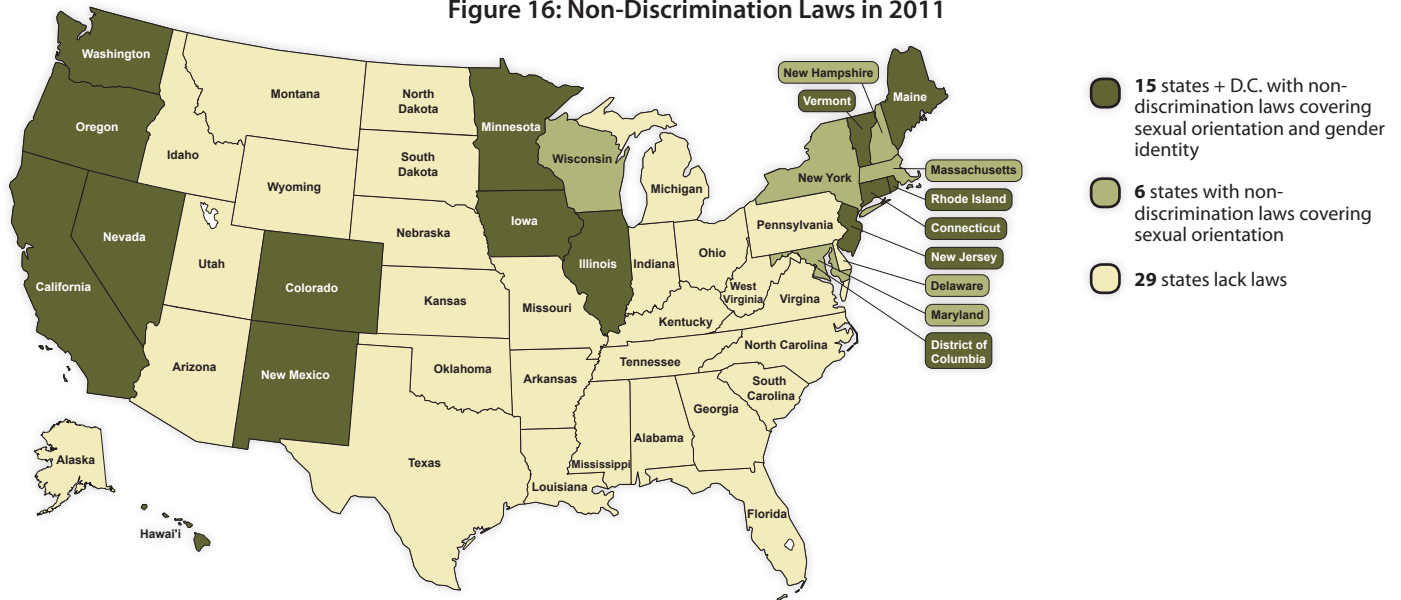 Figure 16: Non-Discrimination Laws in 2011
Washington
Oregon
California
Nevada
Idaho
Montana
Wyoming
Utah
Arizona
Colorado
New Mexico
North
Dakota
South
Dakota
Nebraska
Kansas
Oklahoma
Texas
Minnesota
Iowa
Missouri
Arkansas
Louisiana
Wisconsin
Illinois
Michigan
Indiana
Ohio
Kentucky
Tennessee
Mississippi
Alabama
Georgia
Florida
South
Carolina
North Carolina
Virgina
West
Virginia
Pennsylvania
New York
New Hampshire
Vermont
Maine
Massachusetts
Rhode Island
Connecticut
New Jersey
Delaware
Maryland
District of
Columbia
Alaska
Hawai'i
15 states + D.C. with non-
discrimination laws covering
sexual orientation and gender
identity
6 states with non-
discrimination laws covering
sexual orientation
29 states lack laws